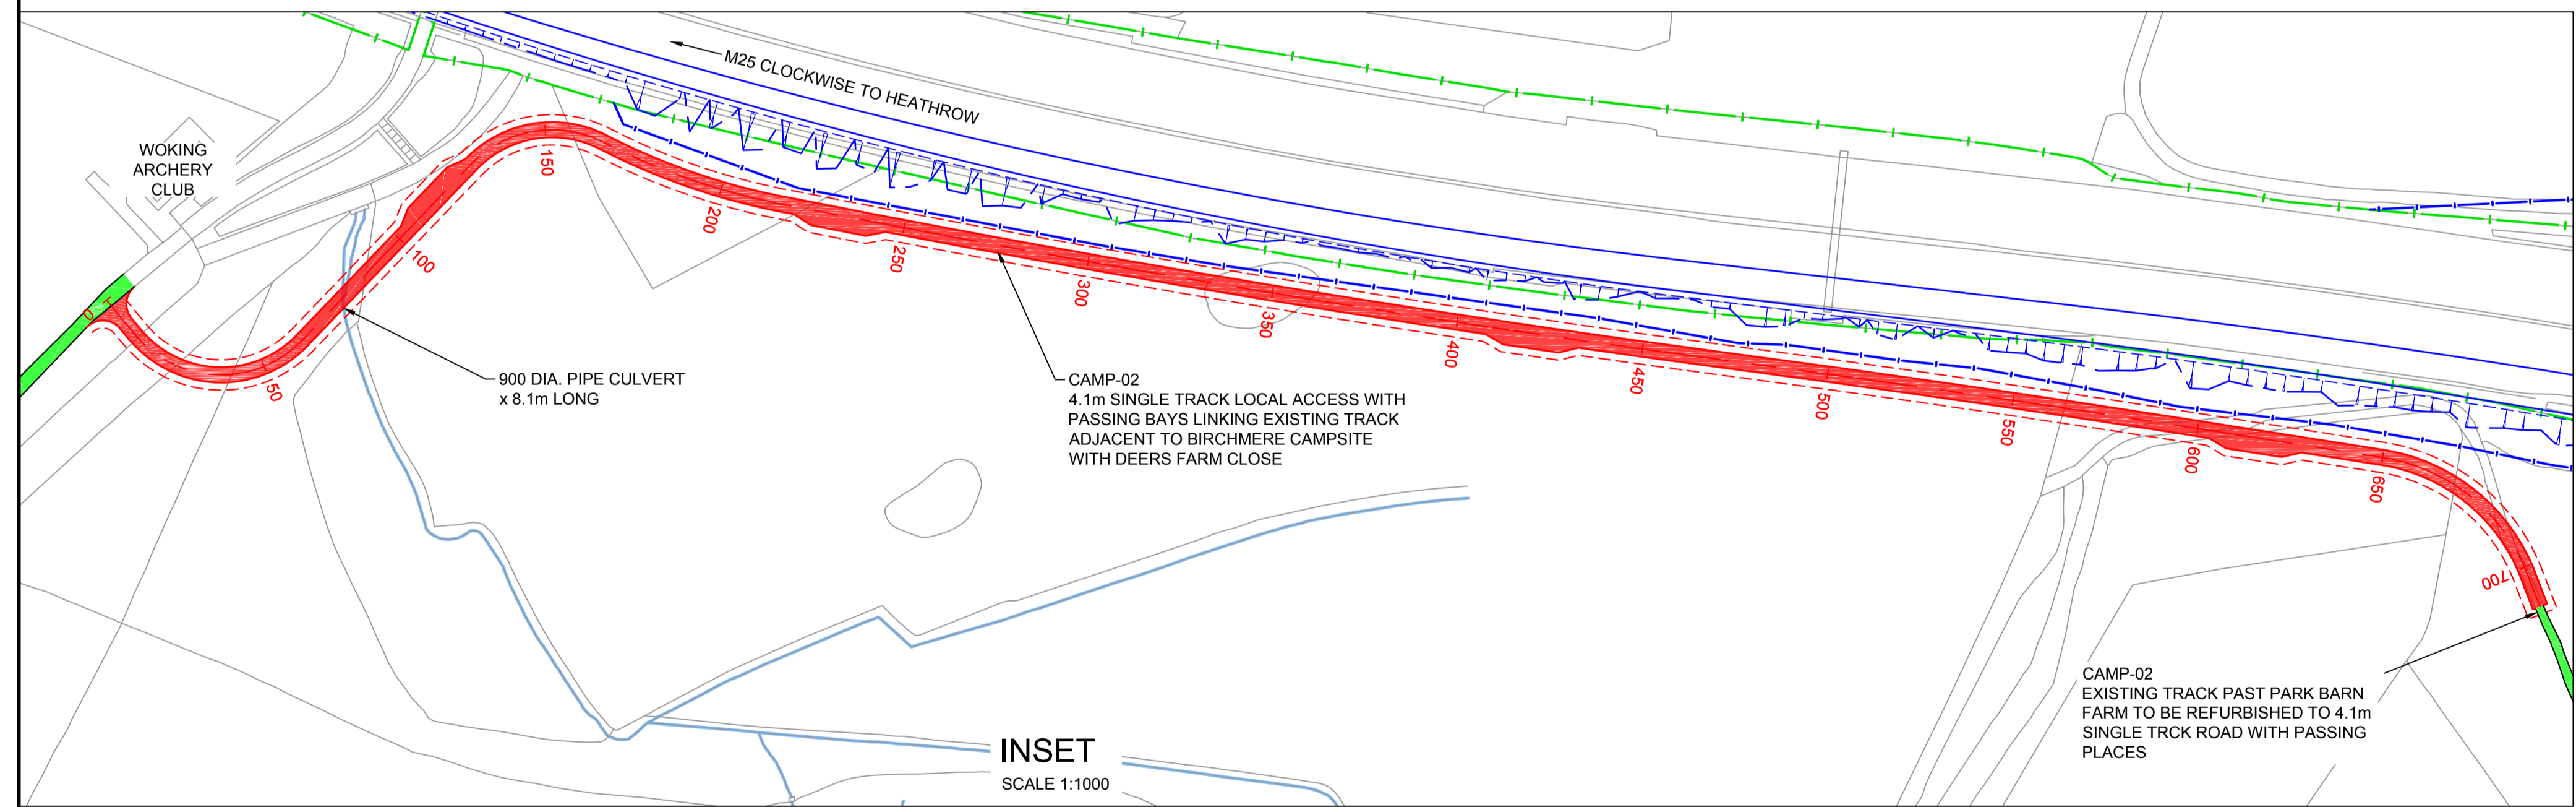 M25 CLOCKWISE TO HEATHROW
WOKING
ARCHERY
CLUB
0
50
100
150
200
250
300
350
400
450
500
550
600
650
700
900 DIA. PIPE CULVERT
x 8.1m LONG
CAMP-02
4.1m SINGLE TRACK LOCAL ACCESS WITH
PASSING BAYS LINKING EXISTING TRACK
ADJACENT TO BIRCHMERE CAMPSITE
WITH DEERS FARM CLOSE
CAMP-02
EXISTING TRACK PAST PARK BARN
FARM TO BE REFURBISHED TO 4.1m
SINGLE TRCK ROAD WITH PASSING
PLACES
INSET
SCALE 1:1000